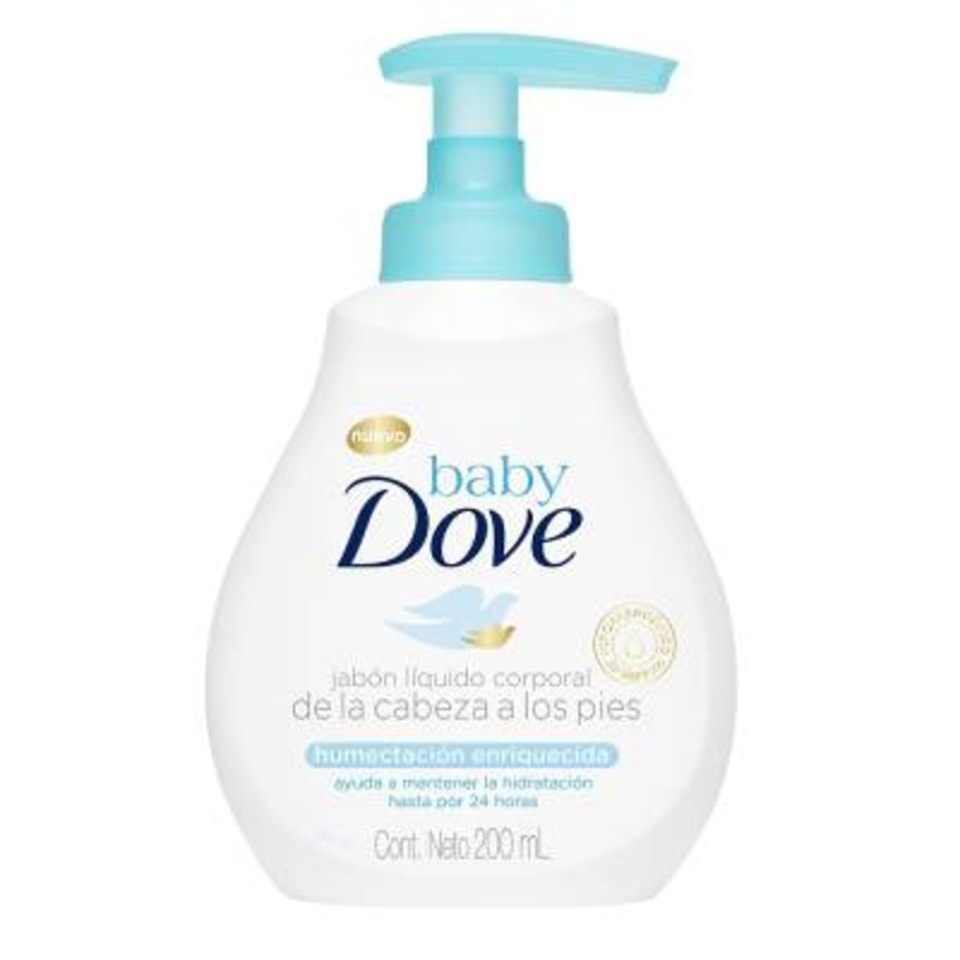 nuevo
baby
Dove
jabón líquido corporal
de la cabeza a los pies
humectación enriquecida
ayuda a mantener la hidratación
hasta por 24 horas
Cont. Neto 200 mL